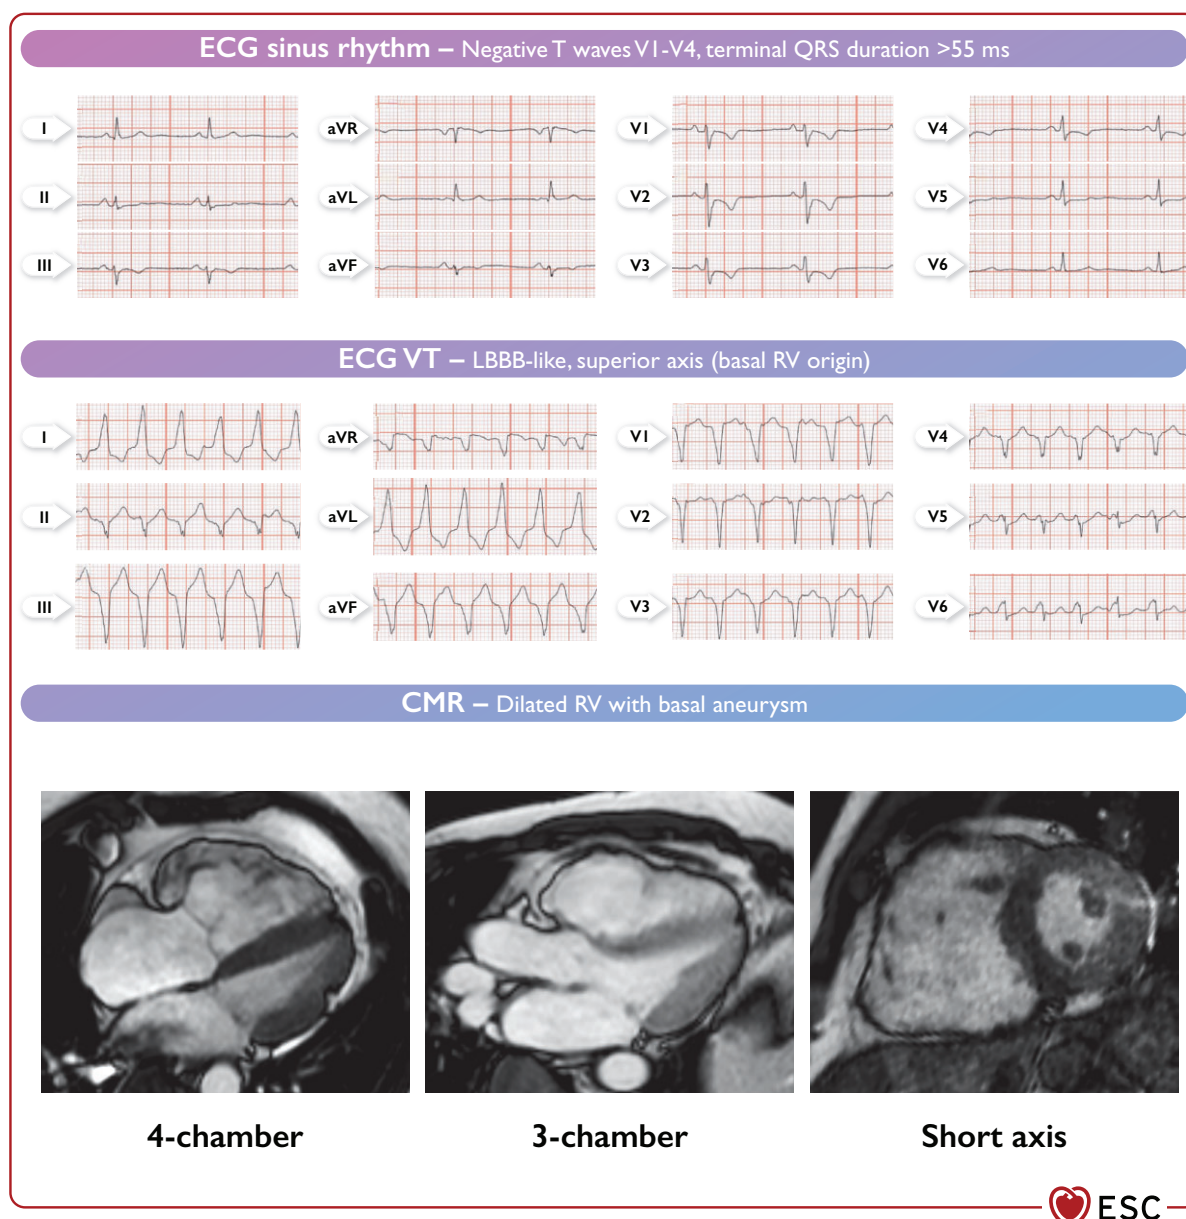 ECG sinus rhythm – Negative T waves V1-V4, terminal QRS duration >55 ms
I
aVR
V1
V4
II
aVL
V2
V5
III
aVF
V3
V6
ECG VT – LBBB-like, superior axis (basal RV origin)
I
aVR
V1
V4
II
aVL
V2
V5
III
aVF
V3
V6
CMR – Dilated RV with basal aneurysm
4-chamber
3-chamber
Short axis
ESC